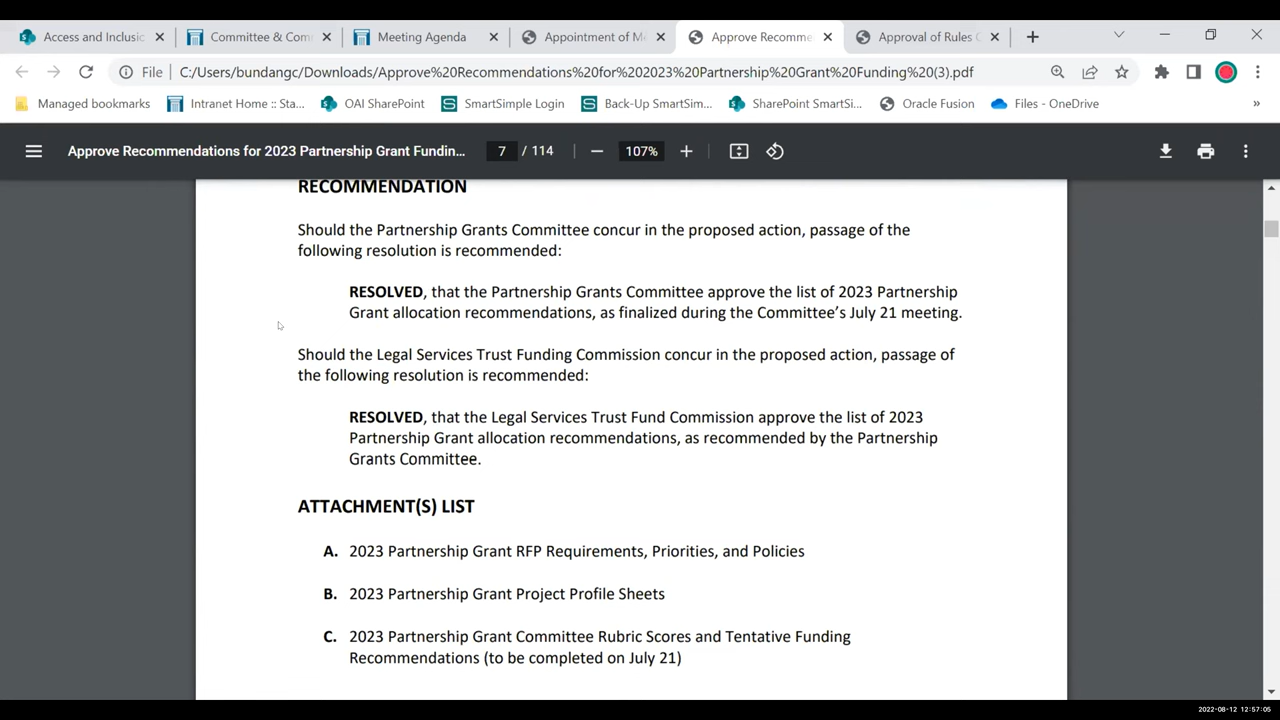 Access and Inclusic
Committee & Com
Meeting Agenda
Appointment of Me
Approve Recomme
Approval of Rules C
File
C:/Users/bundangc/Downloads/Approve%20Recommendations%20for%202023%20Partnership%20Grant%20Funding%20(3).pdf
Managed bookmarks
Intranet Home :: Sta...
OAI SharePoint
SmartSimple Login
Back-Up SmartSim...
SharePoint SmartSi...
Oracle Fusion
Files - OneDrive
»
Approve Recommendations for 2023 Partnership Grant Fundin...
7 / 114
107%
RECOMMENDATION
Should the Partnership Grants Committee concur in the proposed action, passage of the
following resolution is recommended:
RESOLVED, that the Partnership Grants Committee approve the list of 2023 Partnership
Grant allocation recommendations, as finalized during the Committee's July 21 meeting.
Should the Legal Services Trust Funding Commission concur in the proposed action, passage of
the following resolution is recommended:
RESOLVED, that the Legal Services Trust Fund Commission approve the list of 2023
Partnership Grant allocation recommendations, as recommended by the Partnership
Grants Committee.
ATTACHMENT(S) LIST
A. 2023 Partnership Grant RFP Requirements, Priorities, and Policies
B. 2023 Partnership Grant Project Profile Sheets
C. 2023 Partnership Grant Committee Rubric Scores and Tentative Funding
Recommendations (to be completed on July 21)
2022-08-12 12:57:05